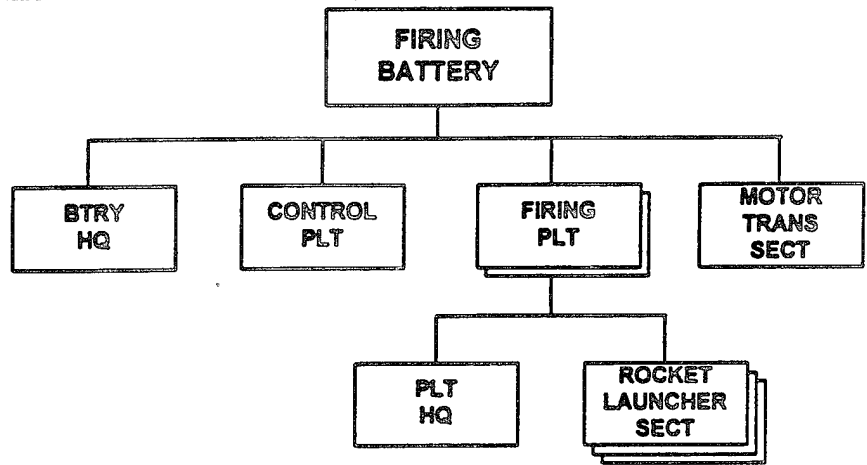 FIRING
BATTERY
BTRY
HQ
CONTROL
PLT
FIRING
PLT
MOTOR
TRANS
SECT
PLT
HQ
ROCKET
LAUNCHER
SECT